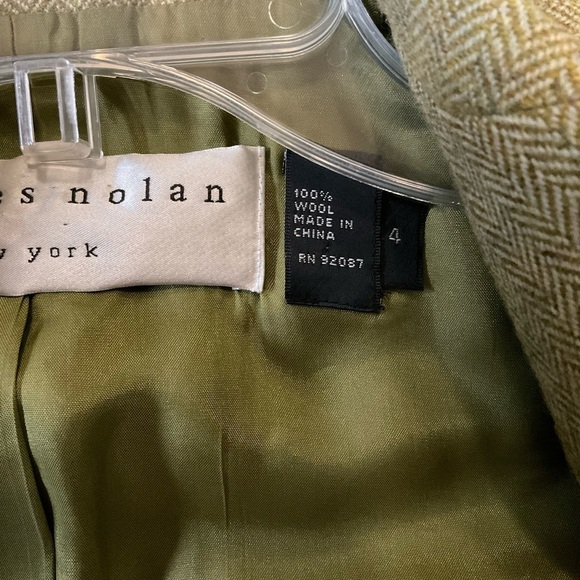 es nolan
y york
100%
WOOL
MADE IN
CHINA
RN 92087
4